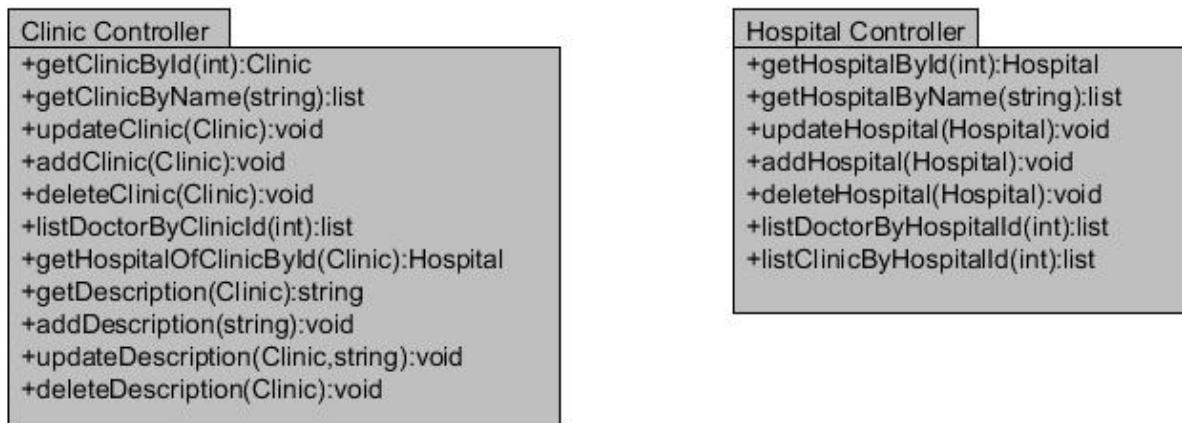 Clinic Controller
+getClinicById(int):Clinic
+getClinicByName(string):list
+updateClinic(Clinic):void
+addClinic(Clinic):void
+deleteClinic(Clinic):void
+listDoctorByClinicId(int):list
+getHospitalOfClinicById(Clinic):Hospital
+getDescription(Clinic):string
+addDescription(string):void
+updateDescription(Clinic,string):void
+deleteDescription(Clinic):void
Hospital Controller
+getHospitalById(int):Hospital
+getHospitalByName(string):list
+updateHospital(Hospital):void
+addHospital(Hospital):void
+deleteHospital(Hospital):void
+listDoctorByHospitalId(int):list
+listClinicByHospitalId(int):list